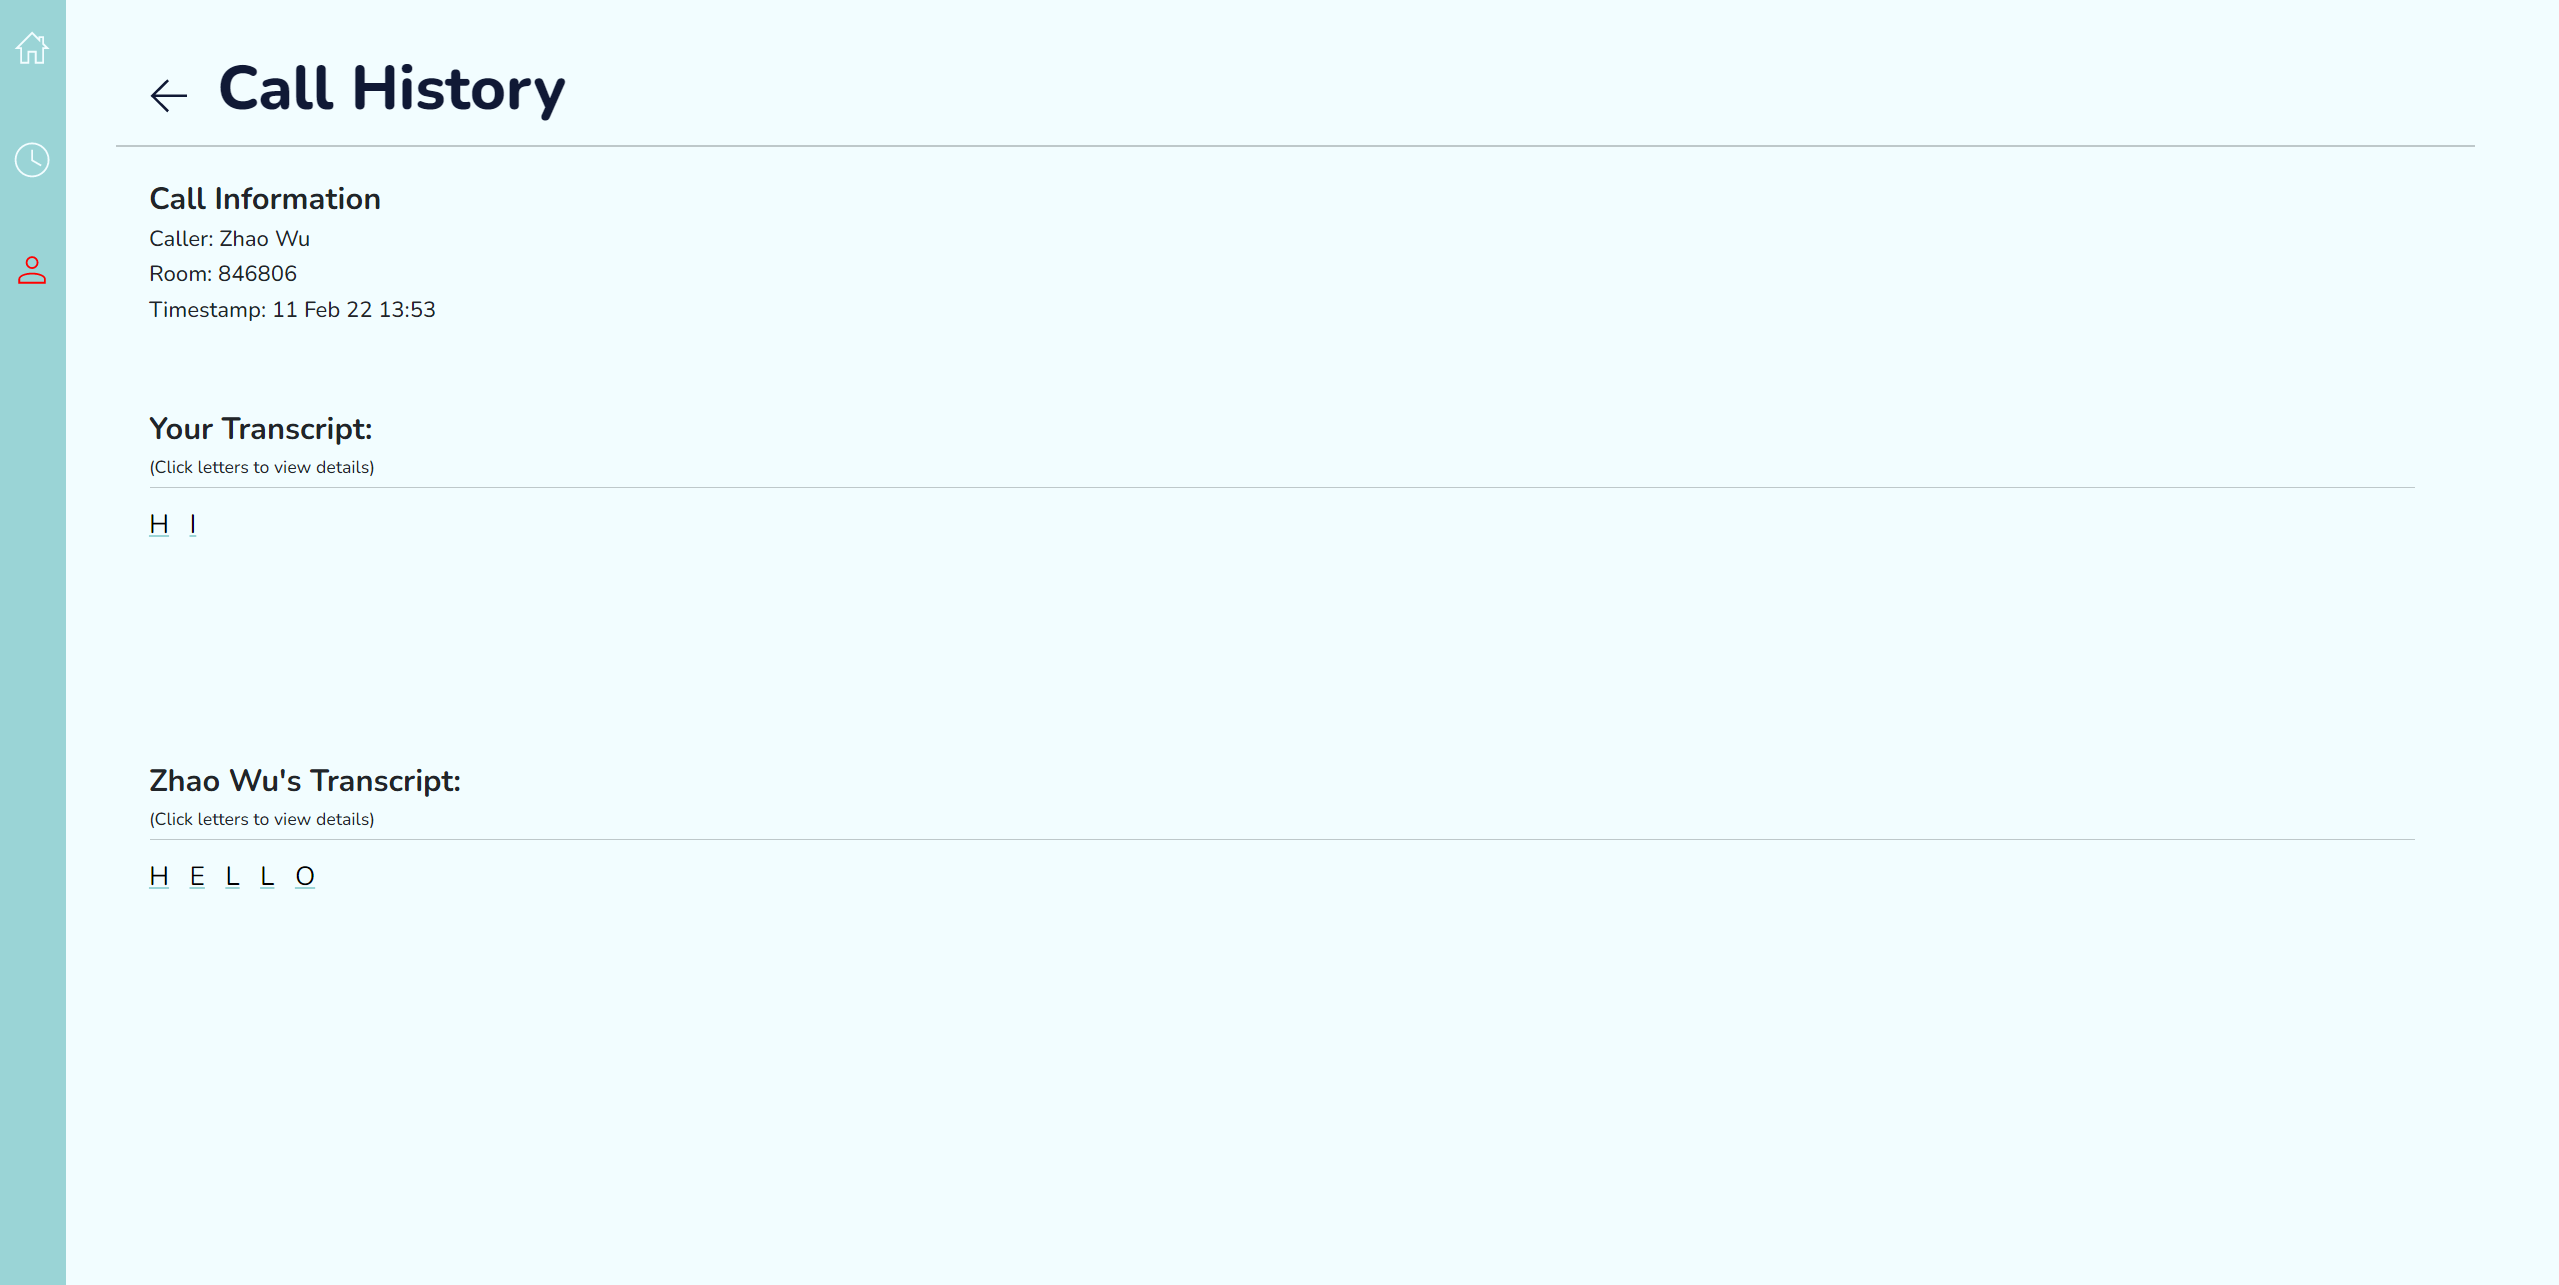 Call History
Call Information
Caller: Zhao Wu
Room: 846806
Timestamp: 11 Feb 22 13:53
Your Transcript:
(Click letters to view details)
H I
Zhao Wu's Transcript:
(Click letters to view details)
H E L L O